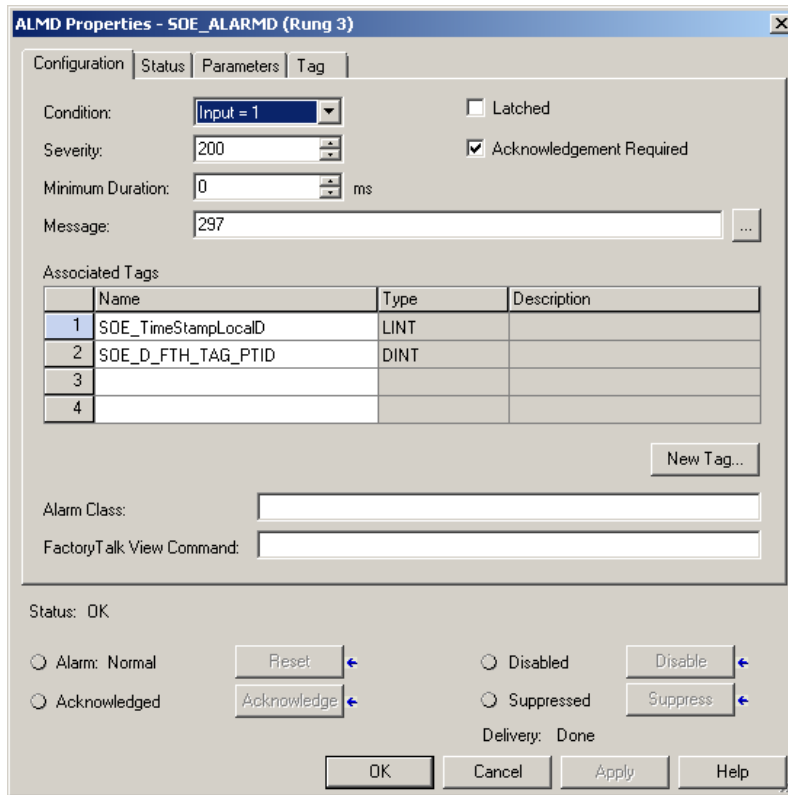 ALMD Properties - SOE_ALARMD (Rung 3)
Configuration Status Parameters Tag
Condition: Input = 1 Latched
Severity: 200 Acknowledgement Required
Minimum Duration: 0 ms
Message: 297 ...
Associated Tags
Name Type Description
1 SOE_TimeStampLocalD LINT
2 SOE_D_FTH_TAG_PTID DINT
3
4
New Tag...
Alarm Class:
FactoryTalk View Command:
Status: OK
Alarm: Normal Reset Disabled Disable
Acknowledged Acknowledge Suppressed Suppress
Delivery: Done
OK Cancel Apply Help